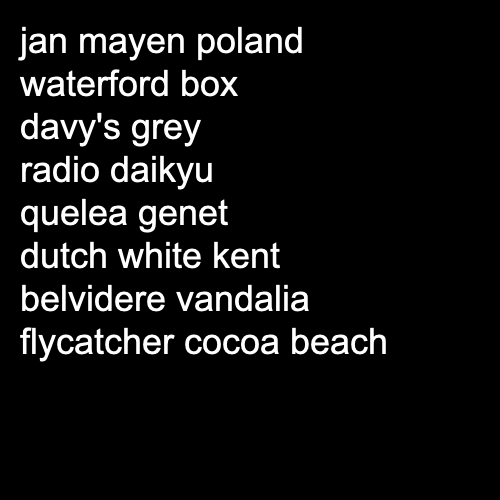 jan mayen poland
waterford box
davy's grey
radio daikyu
quelea genet
dutch white kent
belvidere vandalia
flycatcher cocoa beach